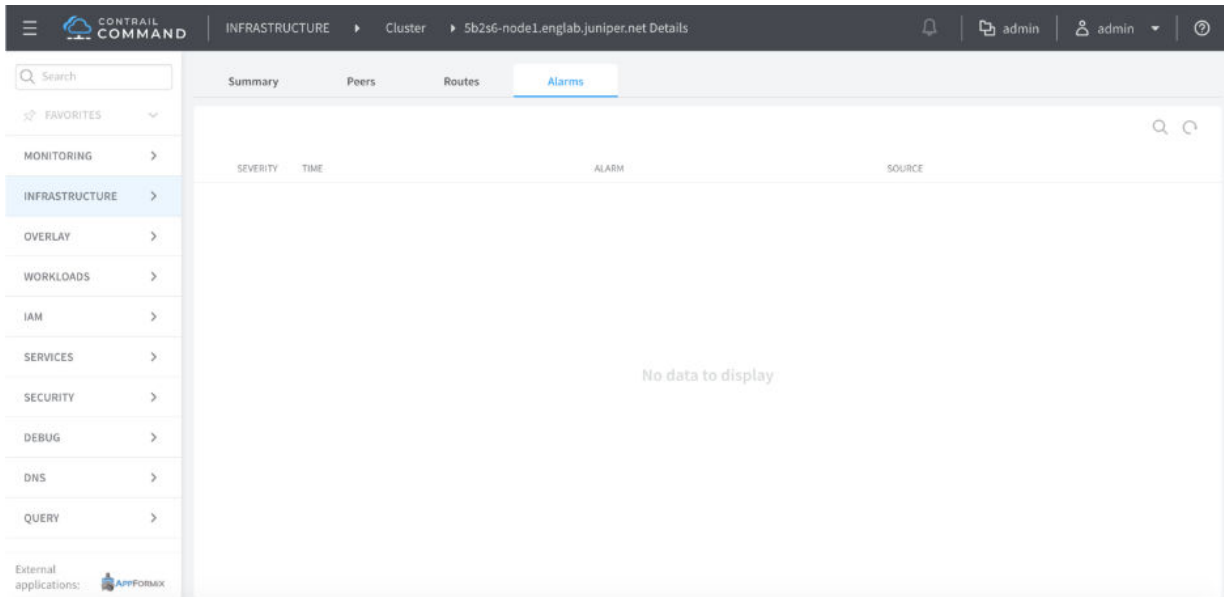 CONTRAIL
COMMAND
INFRASTRUCTURE Cluster 5b2s6-node1.englab.juniper.net Details
admin admin
Search
Summary Peers Routes Alarms
FAVORITES
MONITORING
SEVERITY TIME ALARM SOURCE
INFRASTRUCTURE
OVERLAY
WORKLOADS
IAM
SERVICES
No data to display
SECURITY
DEBUG
DNS
QUERY
External
applications: APPFORMIX